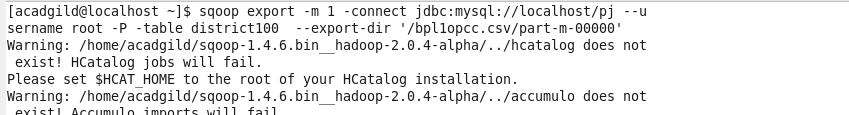 [acadgild@localhost ~]$ sqoop export -m 1 -connect jdbc:mysql://localhost/pj --u
sername root -P -table district100  --export-dir '/bpl1opcc.csv/part-m-00000'
Warning: /home/acadgild/sqoop-1.4.6.bin__hadoop-2.0.4-alpha/../hcatalog does not
 exist! HCatalog jobs will fail.
Please set $HCAT_HOME to the root of your HCatalog installation.
Warning: /home/acadgild/sqoop-1.4.6.bin__hadoop-2.0.4-alpha/../accumulo does not
 exist! Accumulo imports will fail